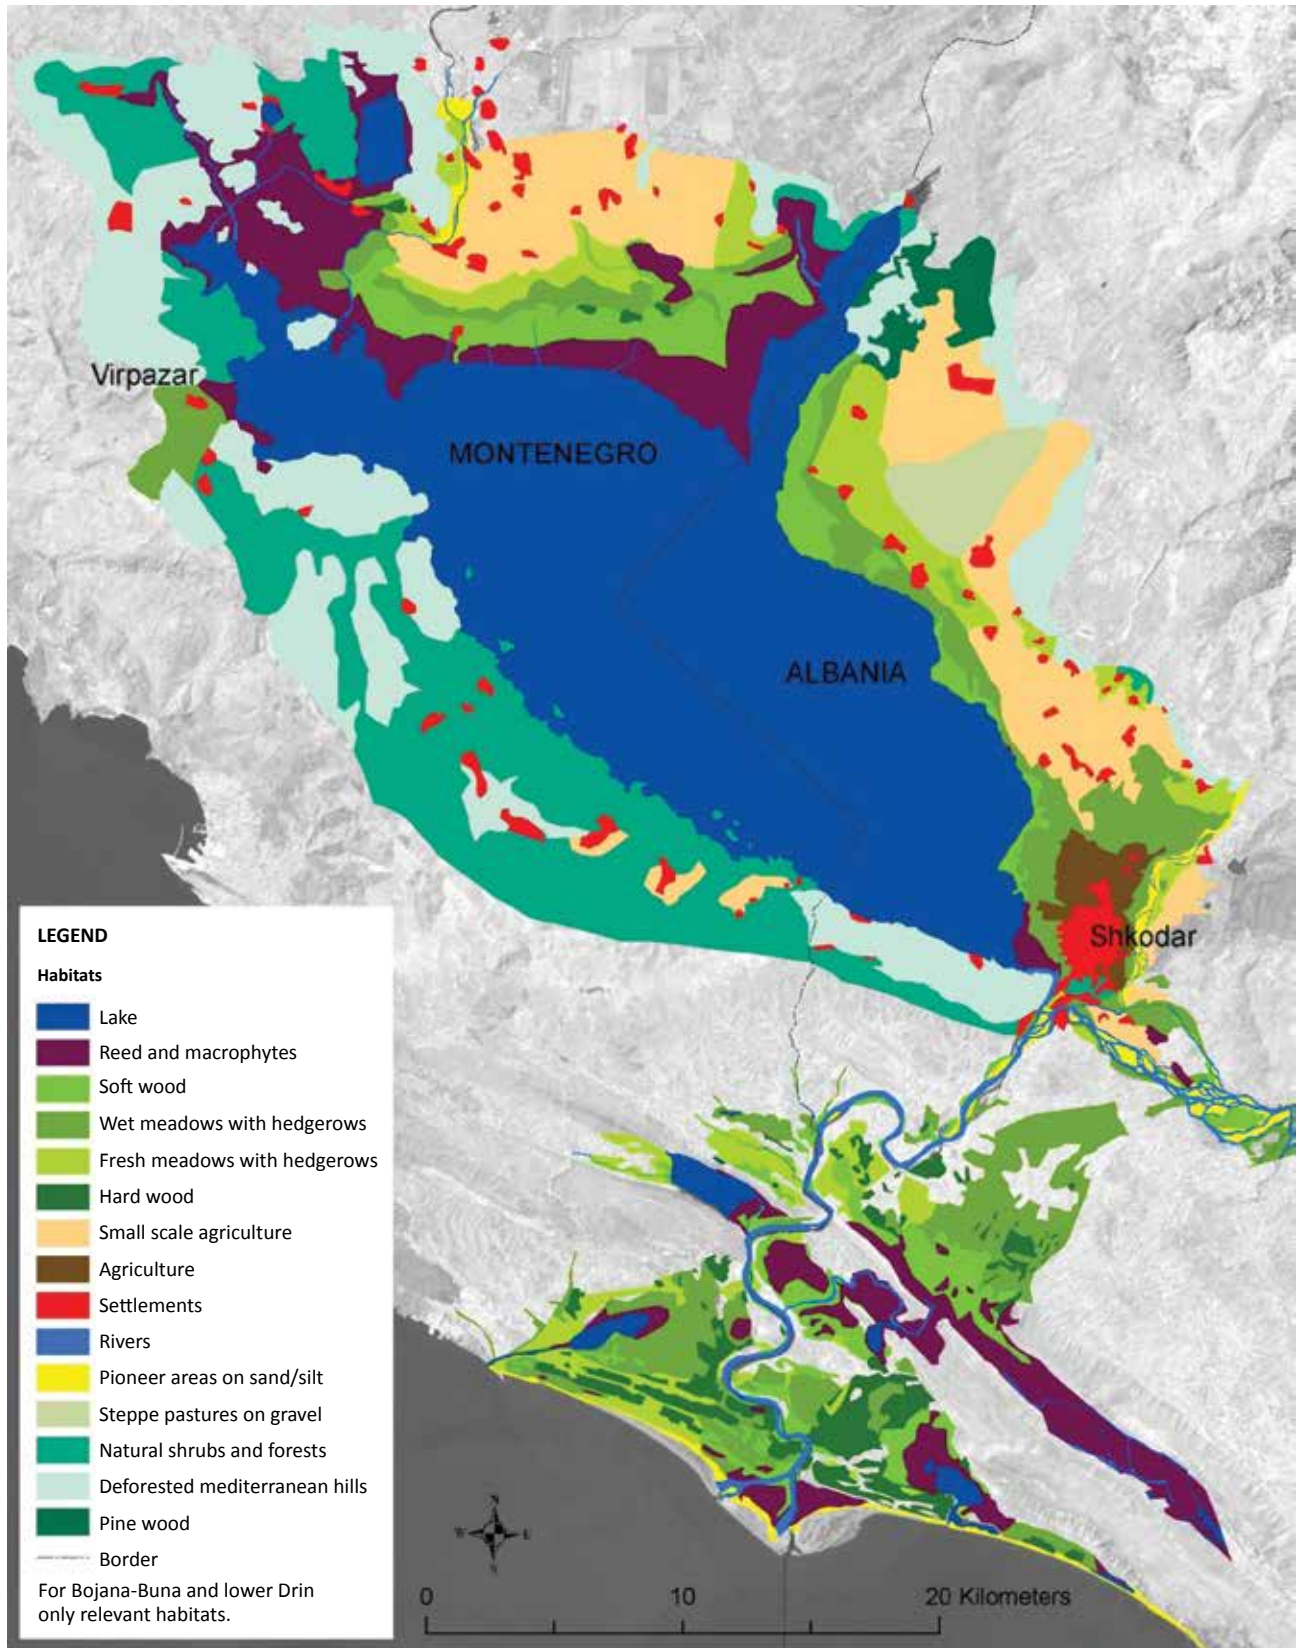 Virpazar
MONTENEGRO
ALBANIA
Shkodar
LEGEND
Habitats
Lake
Reed and macrophytes
Soft wood
Wet meadows with hedgerows
Fresh meadows with hedgerows
Hard wood
Small scale agriculture
Agriculture
Settlements
Rivers
Pioneer areas on sand/silt
Steppe pastures on gravel
Natural shrubs and forests
Deforested mediterranean hills
Pine wood
Border
For Bojana-Buna and lower Drin
only relevant habitats.
N
W E
S
0 10 20 Kilometers